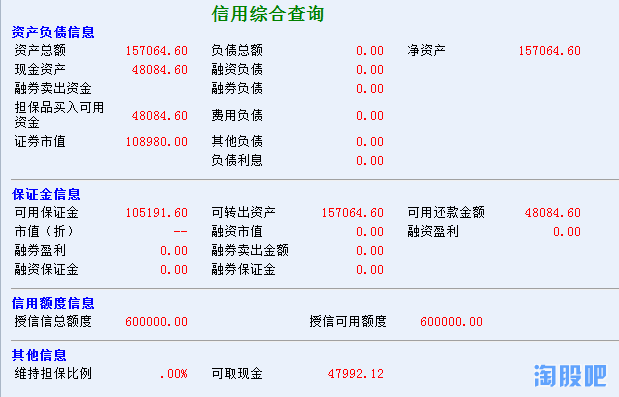 信用综合查询
资产负债信息
资产总额 157064.60 负债总额 0.00 净资产 157064.60
现金资产 48084.60 融资负债 0.00
融券卖出资金 融券负债 0.00
担保品买入可用
资金 48084.60 费用负债 0.00
证券市值 108980.00 其他负债 0.00
负债利息 0.00
保证金信息
可用保证金 105191.60 可转出资产 157064.60 可用还款金额 48084.60
市值（折） -- 融资市值 0.00 融资盈利 0.00
融券盈利 0.00 融券卖出金额 0.00
融资保证金 0.00 融券保证金 0.00
信用额度信息
授信信总额度 600000.00 授信可用额度 600000.00
其他信息
维持担保比例 .00% 可取现金 47992.12
淘股吧